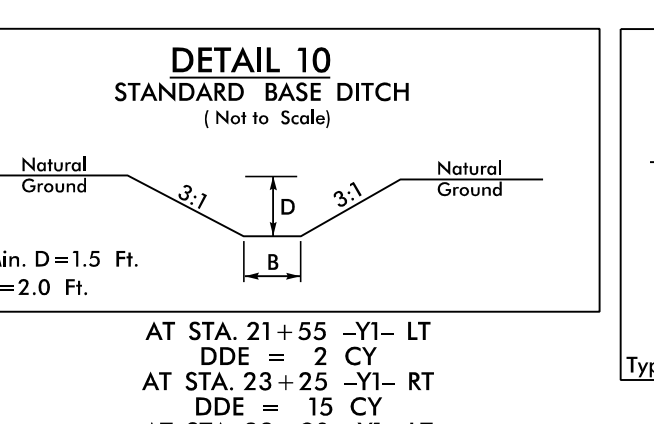 DETAIL 10
STANDARD BASE DITCH
( Not to Scale)
Natural
Ground
3:1
D
3:1
Natural
Ground
B
D=1.5 Ft.
=2.0 Ft.
AT STA. 21+55 -Y1- LT
DDE = 2 CY
AT STA. 23+25 -Y1- RT
DDE = 15 CY